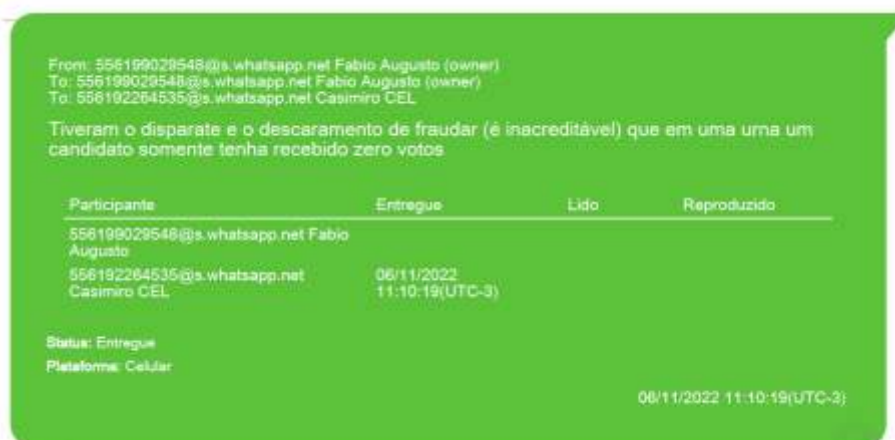 From: 556199029548@s.whatsapp.net Fabio Augusto (owner)
To: 556199029548@s.whatsapp.net Fabio Augusto (owner)
To: 556192264535@s.whatsapp.net Casimiro CEL
Tiveram o disparate e o descaramento de fraudar (é inacreditável) que em uma urna um
candidato somente tenha recebido zero votos
Participante Entregue Lido Reproduzido
556199029548@s.whatsapp.net Fabio
Augusto
556192264535@s.whatsapp.net 06/11/2022
Casimiro CEL 11:10:19(UTC-3)
Status: Entregue
Plataforma: Celular
06/11/2022 11:10:19(UTC-3)